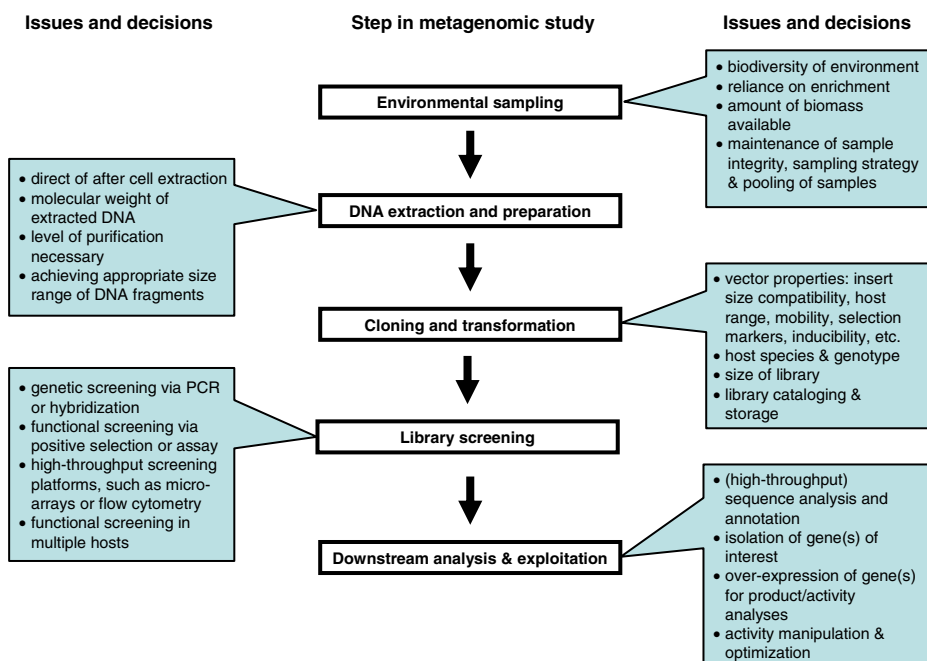 Issues and decisions
Step in metagenomic study
Issues and decisions
Environmental sampling
• biodiversity of environment
• reliance on enrichment
• amount of biomass
available
• maintenance of sample
integrity, sampling strategy
& pooling of samples
• direct of after cell extraction
• molecular weight of
extracted DNA
• level of purification
necessary
• achieving appropriate size
range of DNA fragments
DNA extraction and preparation
Cloning and transformation
• vector properties: insert
size compatibility, host
range, mobility, selection
markers, inducibility, etc.
• host species & genotype
• size of library
• library cataloging &
storage
• genetic screening via PCR
or hybridization
• functional screening via
positive selection or assay
• high-throughput screening
platforms, such as micro-
arrays or flow cytometry
• functional screening in
multiple hosts
Library screening
Downstream analysis & exploitation
• (high-throughput)
sequence analysis and
annotation
• isolation of gene(s) of
interest
• over-expression of gene(s)
for product/activity
analyses
• activity manipulation &
optimization